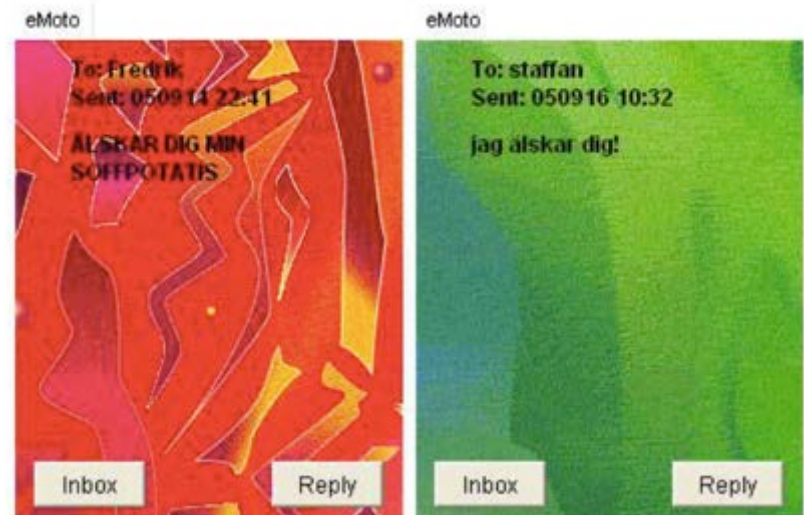 eMoto
To: Fredrik
Sent: 050914 22:41
ÄLSKAR DIG MIN
SOFFPOTATIS
Inbox
Reply
eMoto
To: staffan
Sent: 050916 10:32
jag älskar dig!
Inbox
Reply